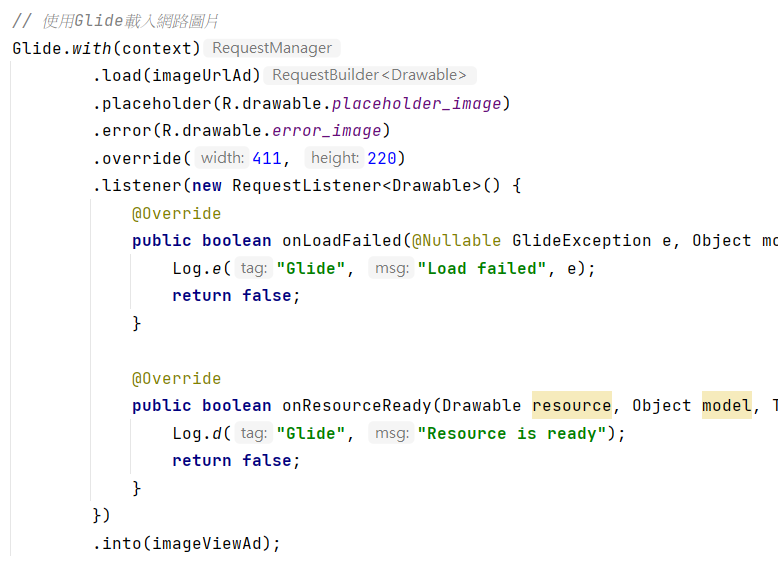 // 使用Glide載入網路圖片
Glide.with(context) RequestManager
.load(imageUrlAd) RequestBuilder<Drawable>
.placeholder(R.drawable.placeholder_image)
.error(R.drawable.error_image)
.override( width: 411, height: 220)
.listener(new RequestListener<Drawable>() {
@Override
public boolean onLoadFailed(@Nullable GlideException e, Object mo
Log.e( tag: "Glide", msg: "Load failed", e);
return false;
}
@Override
public boolean onResourceReady(Drawable resource, Object model, T
Log.d( tag: "Glide", msg: "Resource is ready");
return false;
}
})
.into(imageViewAd);